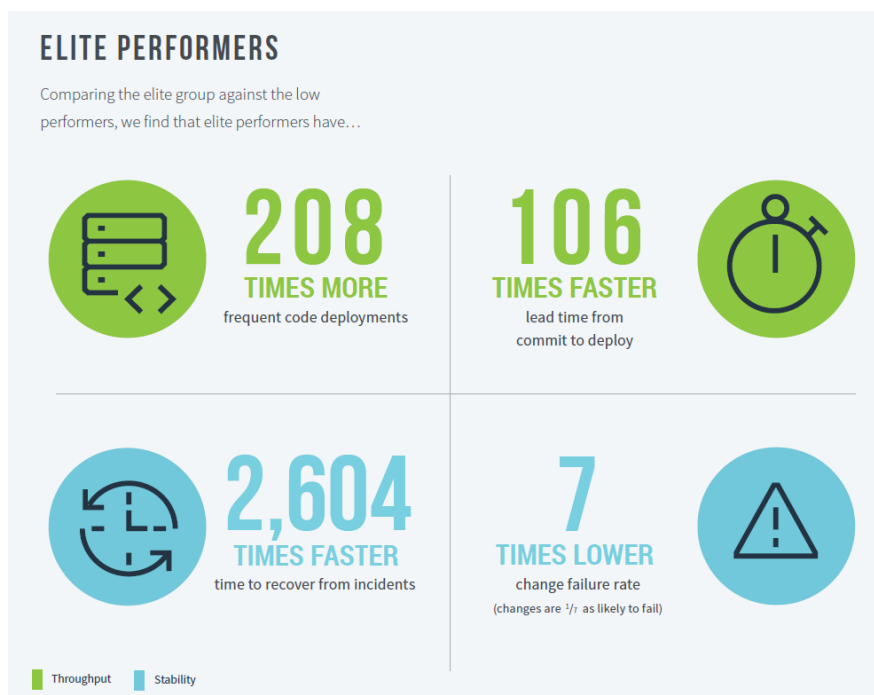 ELITE PERFORMERS
Comparing the elite group against the low
performers, we find that elite performers have…
208
TIMES MORE
frequent code deployments
106
TIMES FASTER
lead time from
commit to deploy
2,604
TIMES FASTER
time to recover from incidents
7
TIMES LOWER
change failure rate
(changes are 1/7 as likely to fail)
Throughput
Stability